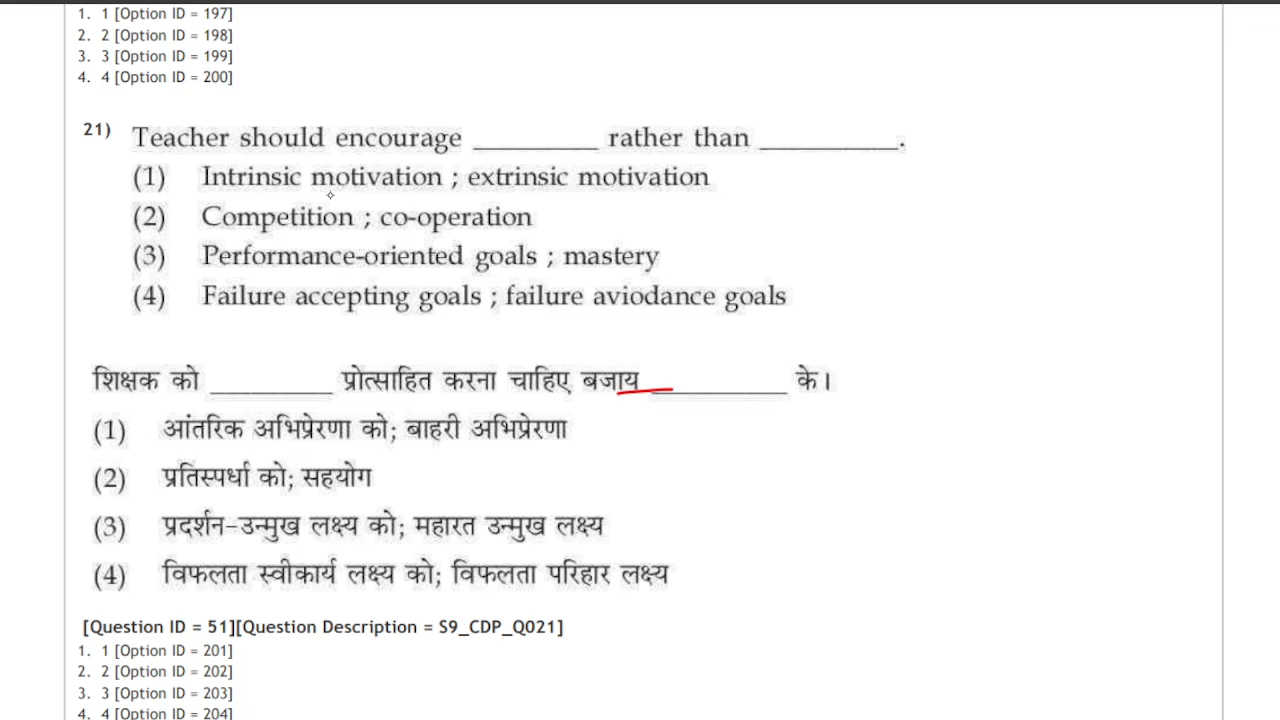 1. 1 [Option ID = 197]
2. 2 [Option ID = 198]
3. 3 [Option ID = 199]
4. 4 [Option ID = 200]
21) Teacher should encourage _________ rather than __________.
(1) Intrinsic motivation ; extrinsic motivation
(2) Competition ; co-operation
(3) Performance-oriented goals ; mastery
(4) Failure accepting goals ; failure aviodance goals
शिक्षक को _________ प्रोत्साहित करना चाहिए बजाय __________ के।
(1) आंतरिक अभिप्रेरणा को; बाहरी अभिप्रेरणा
(2) प्रतिस्पर्धा को; सहयोग
(3) प्रदर्शन-उन्मुख लक्ष्य को; महारत उन्मुख लक्ष्य
(4) विफलता स्वीकार्य लक्ष्य को; विफलता परिहार लक्ष्य
[Question ID = 51][Question Description = S9_CDP_Q021]
1. 1 [Option ID = 201]
2. 2 [Option ID = 202]
3. 3 [Option ID = 203]
4. 4 [Option ID = 204]